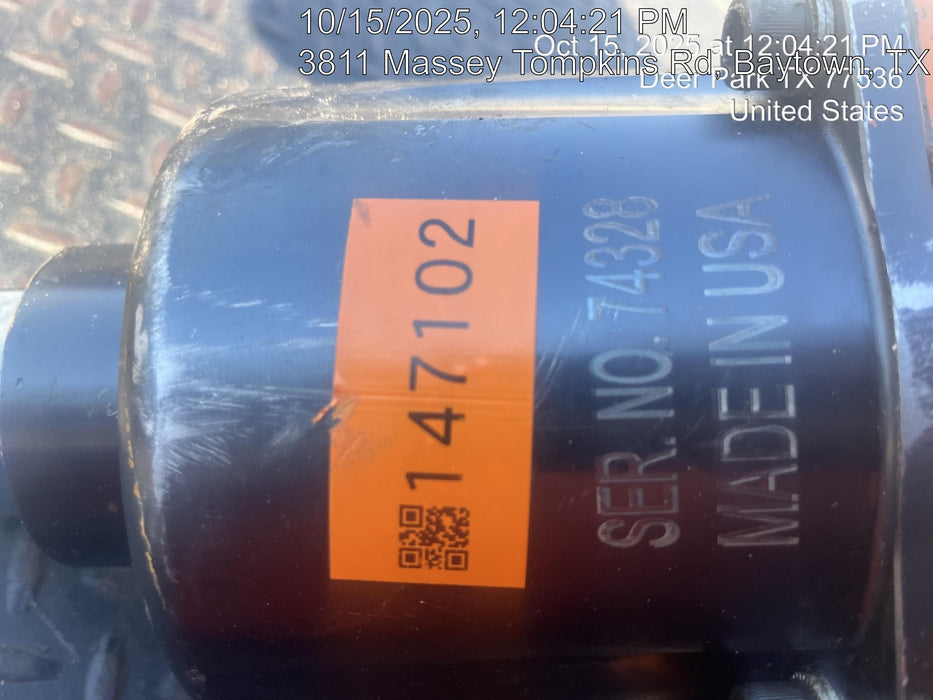 10/15/2025, 12:04:21 PM
3811 Massey Tompkins Rd, Baytown, TX
Oct 15, 2025 at 12:04:21 PM
Deer Park TX 77536
United States
147102
SER. NO. 74328
MADE IN USA